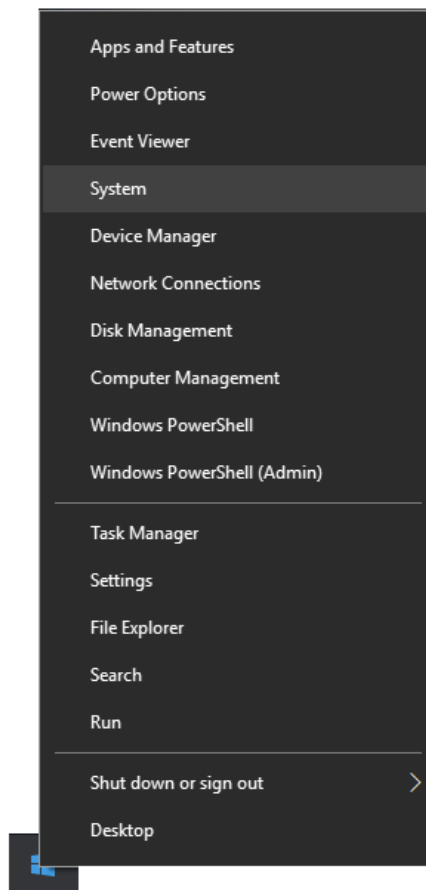 Apps and Features
Power Options
Event Viewer
System
Device Manager
Network Connections
Disk Management
Computer Management
Windows PowerShell
Windows PowerShell (Admin)
Task Manager
Settings
File Explorer
Search
Run
Shut down or sign out
Desktop